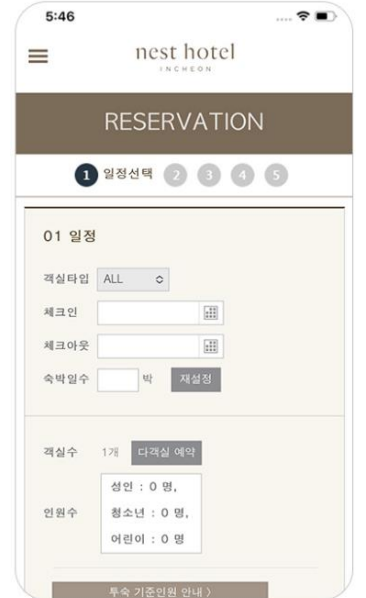 5:46
nest hotel
INCHEON
RESERVATION
1 일정선택 2 3 4 5
01 일정
객실타입 ALL
체크인
체크아웃
숙박일수 박 재설정
객실수 1개 다객실 예약
성인 : 0 명,
인원수 청소년 : 0 명,
어린이 : 0 명
투숙 기준인원 안내 〉